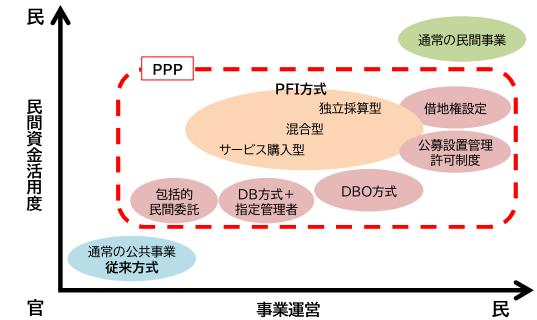 民
通常の民間事業
PPP
PFI方式
独立採算型
借地権設定
混合型
公募設置管理
許可制度
サービス購入型
民間資金活用度
包括的
民間委託
DB方式＋
指定管理者
DBO方式
通常の公共事業
従来方式
官
事業運営
民